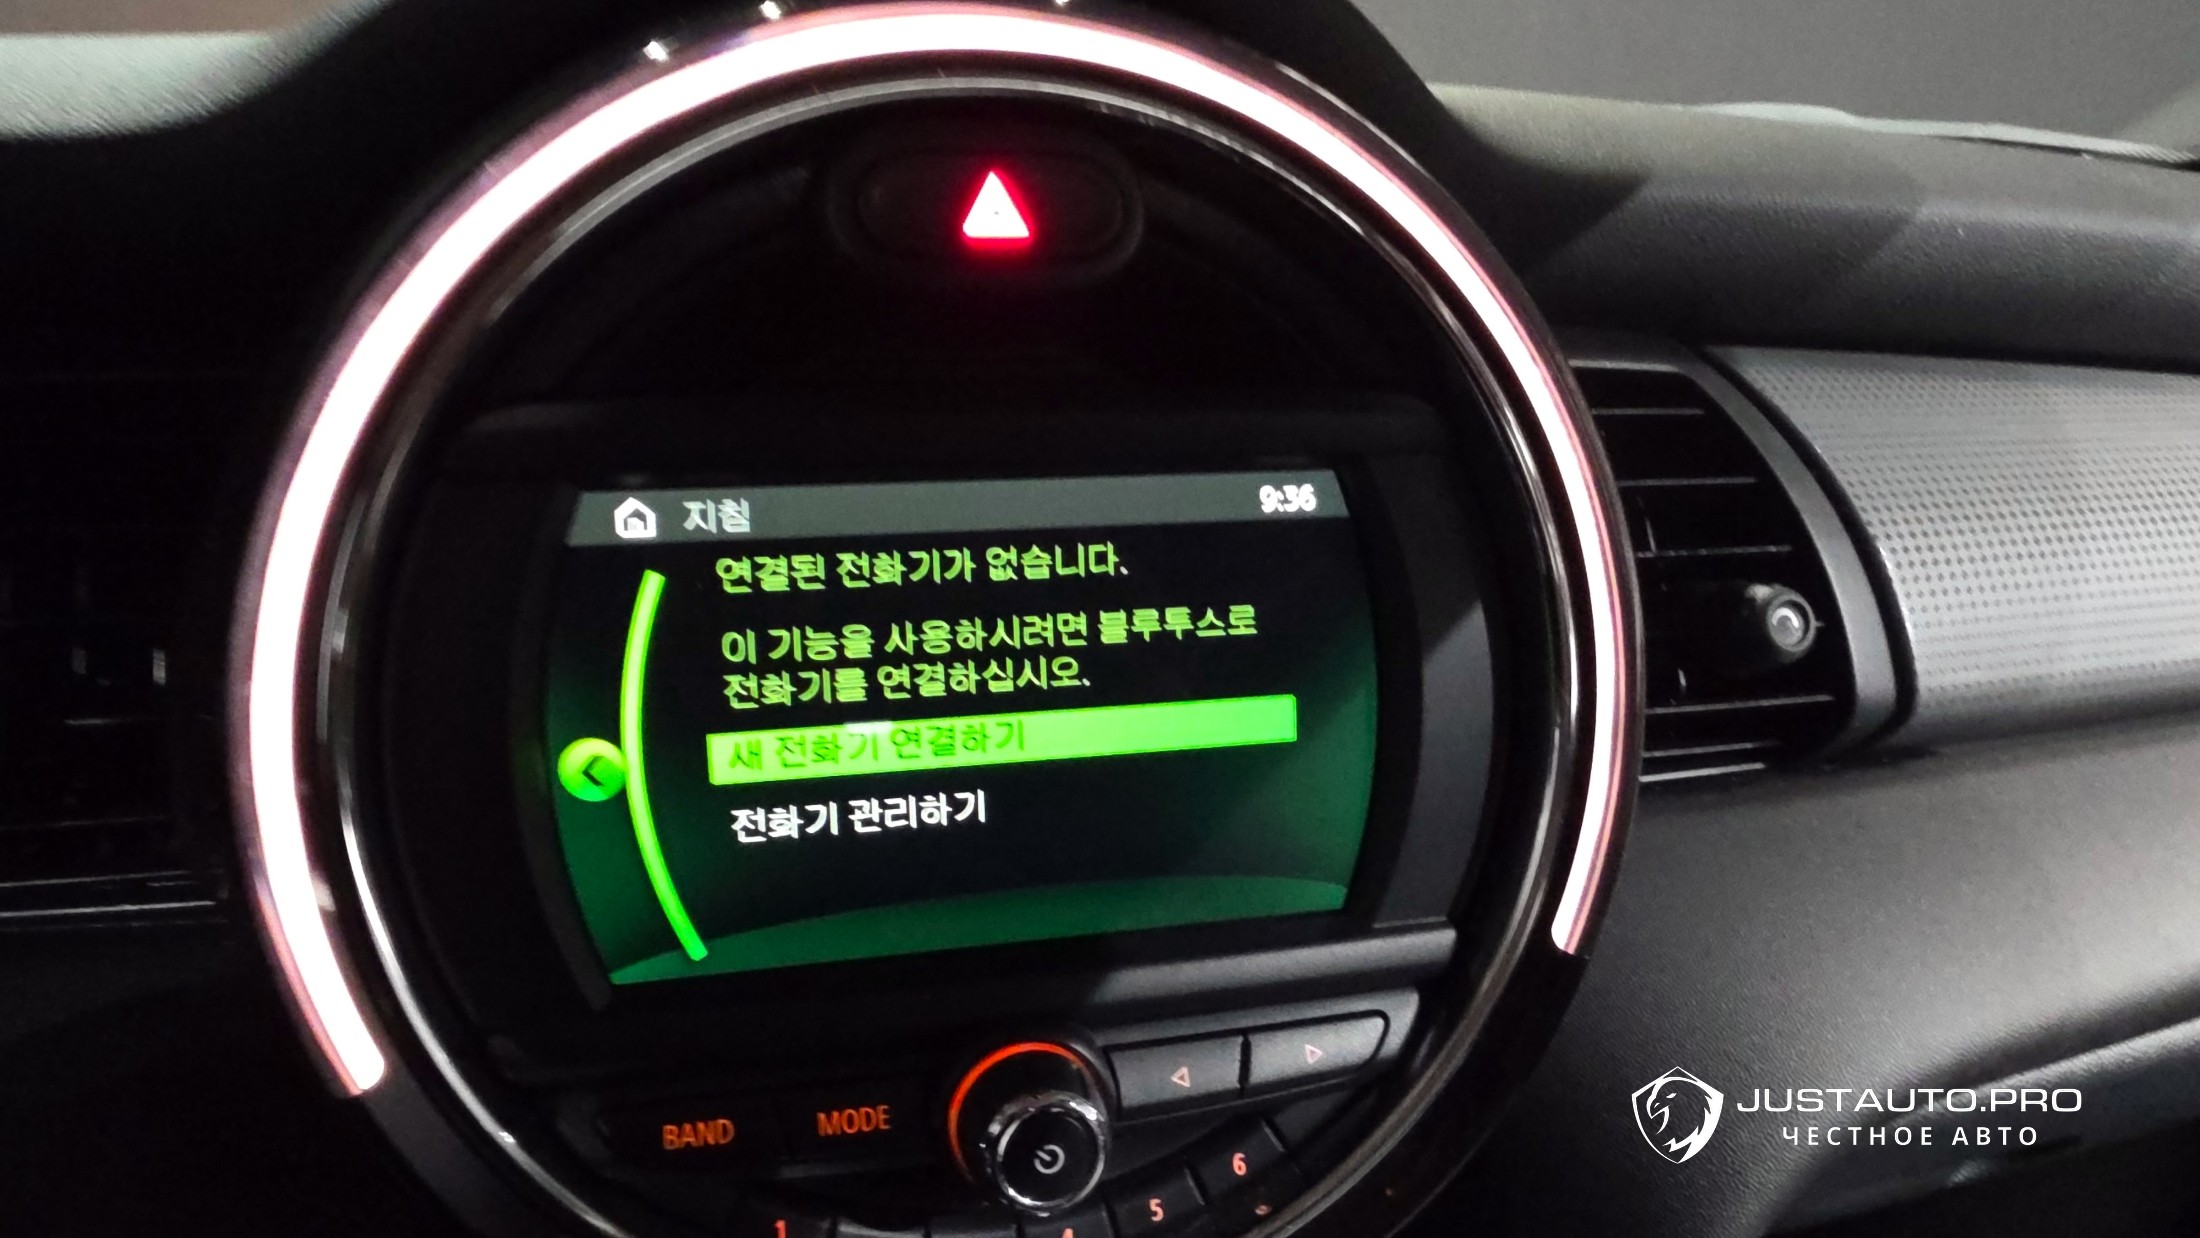 지침
9:36
연결된 전화기가 없습니다.
이 기능을 사용하시려면 블루투스로
전화기를 연결하십시오.
새 전화기 연결하기
전화기 관리하기
BAND
MODE
1
4
5
6
JUSTAUTO.PRO
ЧЕСТНОЕ АВТО